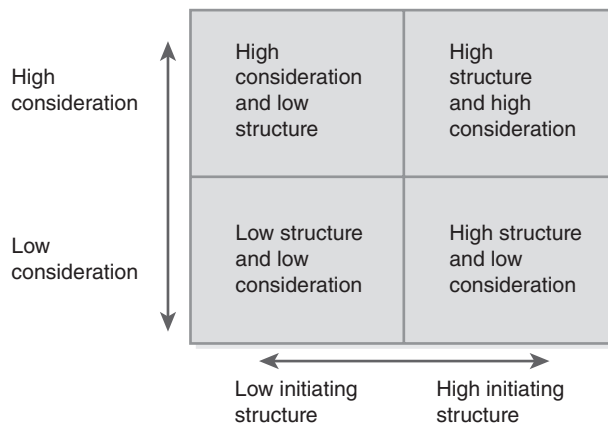 High
consideration
High
consideration
and low
structure
High
structure
and high
consideration
Low
consideration
Low structure
and low
consideration
High structure
and low
consideration
Low initiating
structure
High initiating
structure